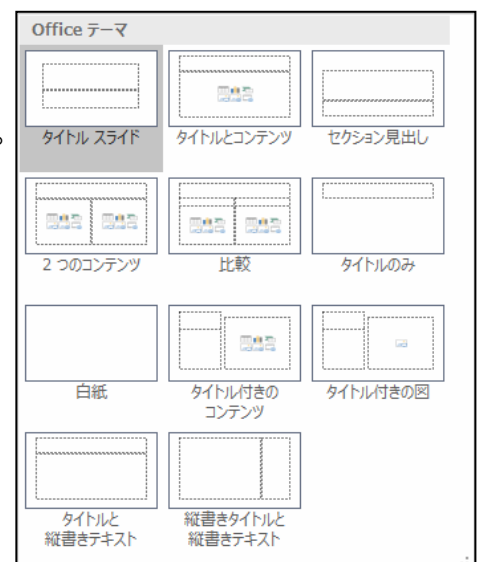 Office テーマ
タイトル スライド
タイトルとコンテンツ
セクション見出し
2 つのコンテンツ
比較
タイトルのみ
白紙
タイトル付きの
コンテンツ
タイトル付きの図
タイトルと
縦書きテキスト
縦書きタイトルと
縦書きテキスト
。